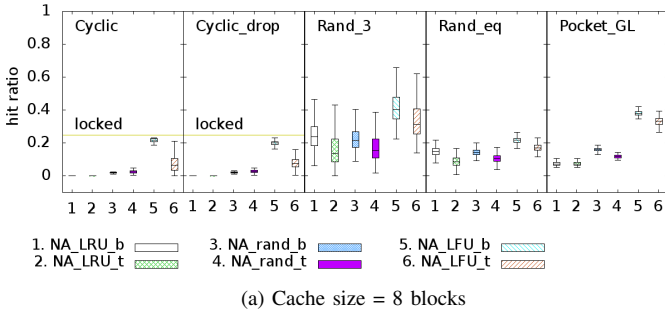 Cyclic Cyclic_drop Rand_3 Rand_eq Pocket_GL
1
0.8
0.6
0.4
0.2
0
hit ratio
locked locked
1 2 3 4 5 6 1 2 3 4 5 6 1 2 3 4 5 6 1 2 3 4 5 6 1 2 3 4 5 6
1. NA_LRU_b 3. NA_rand_b 5. NA_LFU_b
2. NA_LRU_t 4. NA_rand_t 6. NA_LFU_t
(a) Cache size = 8 blocks